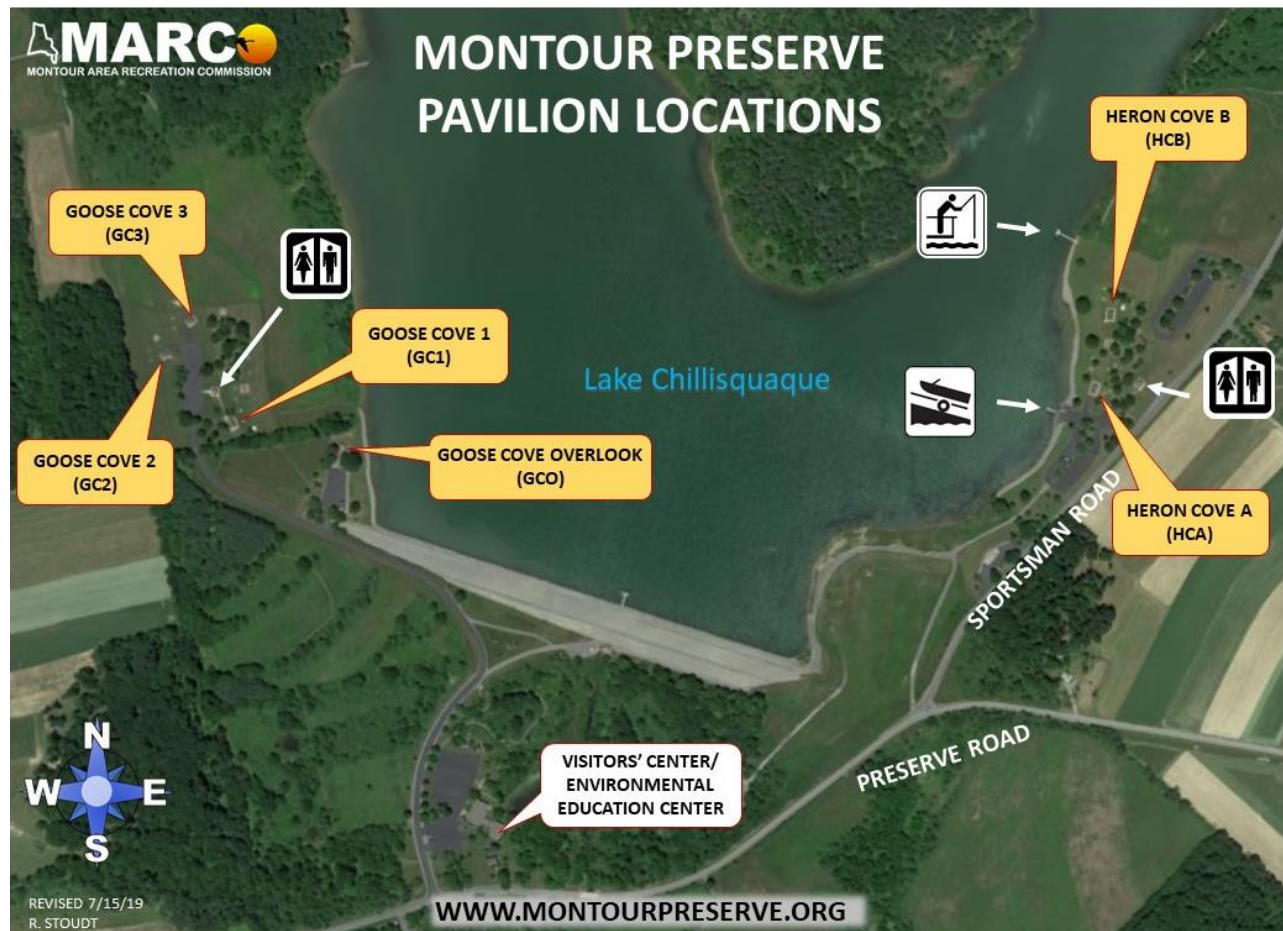 MARC
MONTOUR AREA RECREATION COMMISSION
MONTOUR PRESERVE
PAVILION LOCATIONS
HERON COVE B
(HCB)
GOOSE COVE 3
(GC3)
GOOSE COVE 1
(GC1)
Lake Chillisquaque
GOOSE COVE 2
(GC2)
GOOSE COVE OVERLOOK
(GCO)
HERON COVE A
(HCA)
SPORTSMAN ROAD
PRESERVE ROAD
VISITORS' CENTER/
ENVIRONMENTAL
EDUCATION CENTER
N
W E
S
REVISED 7/15/19
R. STOUDT
WWW.MONTOURPRESERVE.ORG